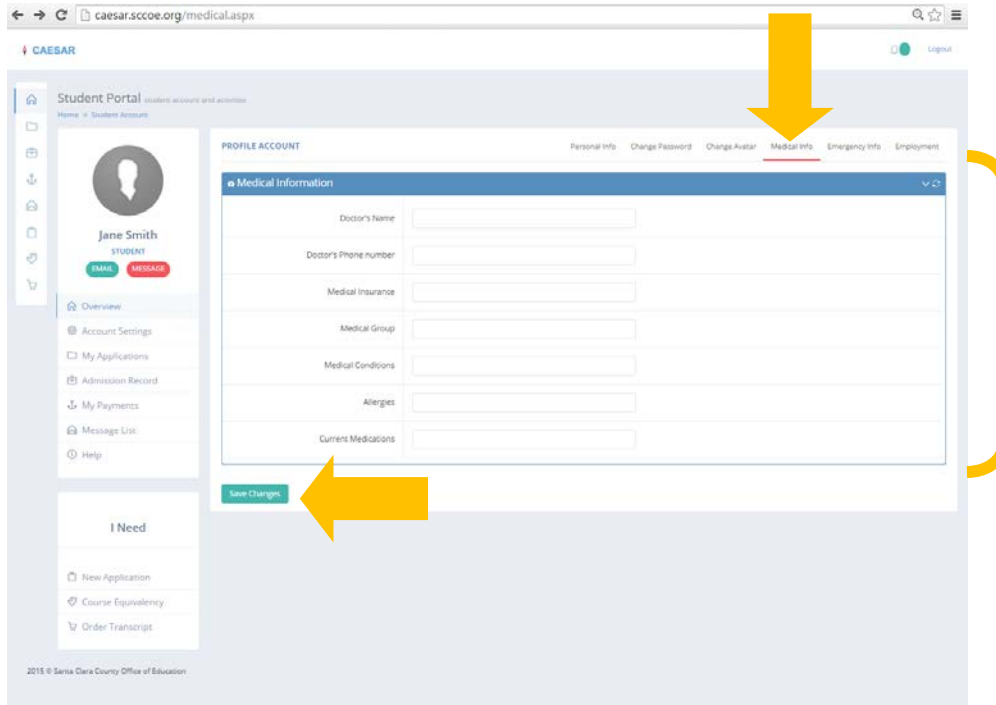 caesar.sccoe.org/medical.aspx
CAESAR
Logout
Student Portal student account and activities
Home » Student Account
Jane Smith
STUDENT
EMAIL MESSAGE
Overview
Account Settings
My Applications
Admission Record
My Payments
Message List
Help
I Need
New Application
Course Equivalency
Order Transcript
PROFILE ACCOUNT
Personal Info Change Password Change Avatar Medical Info Emergency Info Employment
Medical Information
Doctor's Name
Doctor's Phone number
Medical Insurance
Medical Group
Medical Conditions
Allergies
Current Medications
Save Changes
2015 © Santa Clara County Office of Education